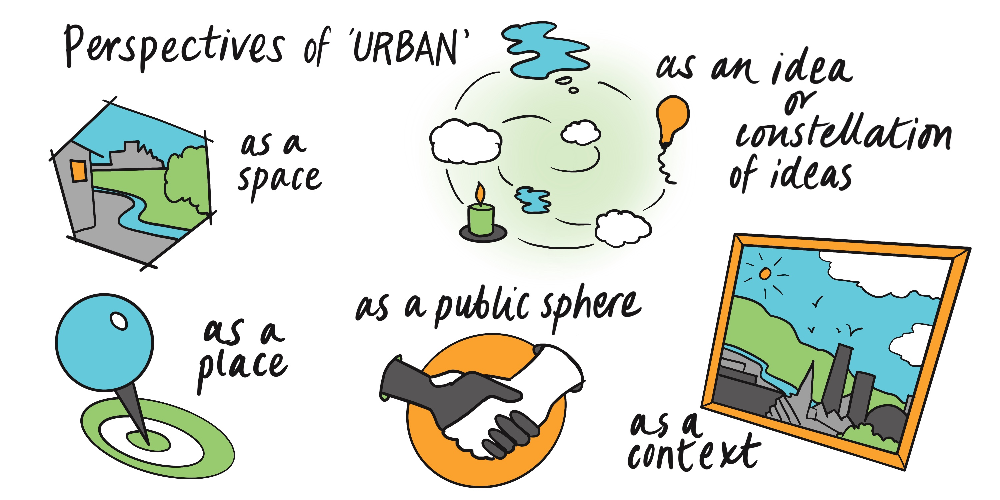 Perspectives of 'URBAN'
as an idea
or
constellation
of ideas
as a
space
as a
place
as a public sphere
as a
context